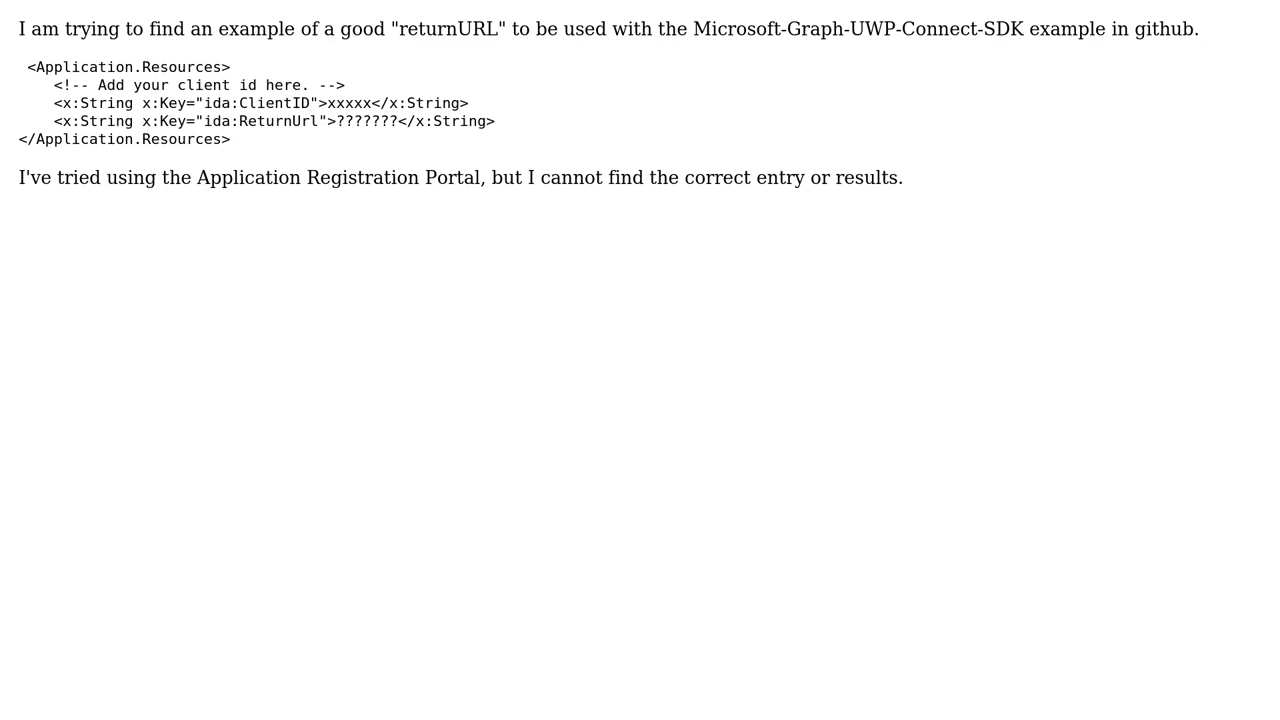 I am trying to find an example of a good "returnURL" to be used with the Microsoft-Graph-UWP-Connect-SDK example in github.
<Application.Resources>
<!-- Add your client id here. -->
<x:String x:Key="ida:ClientID">xxxxx</x:String>
<x:String x:Key="ida:ReturnUrl">???????</x:String>
</Application.Resources>
I've tried using the Application Registration Portal, but I cannot find the correct entry or results.